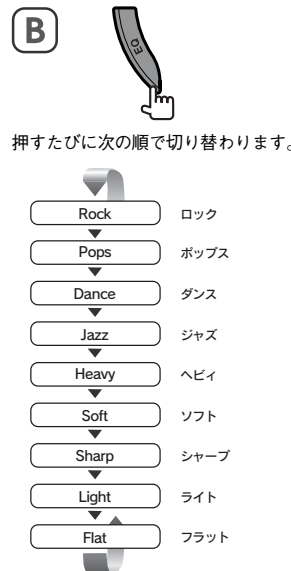 B
EQ
押すたびに次の順で切り替わります。
Rock ロック
Pops ポップス
Dance ダンス
Jazz ジャズ
Heavy ヘビィ
Soft ソフト
Sharp シャープ
Light ライト
Flat フラット